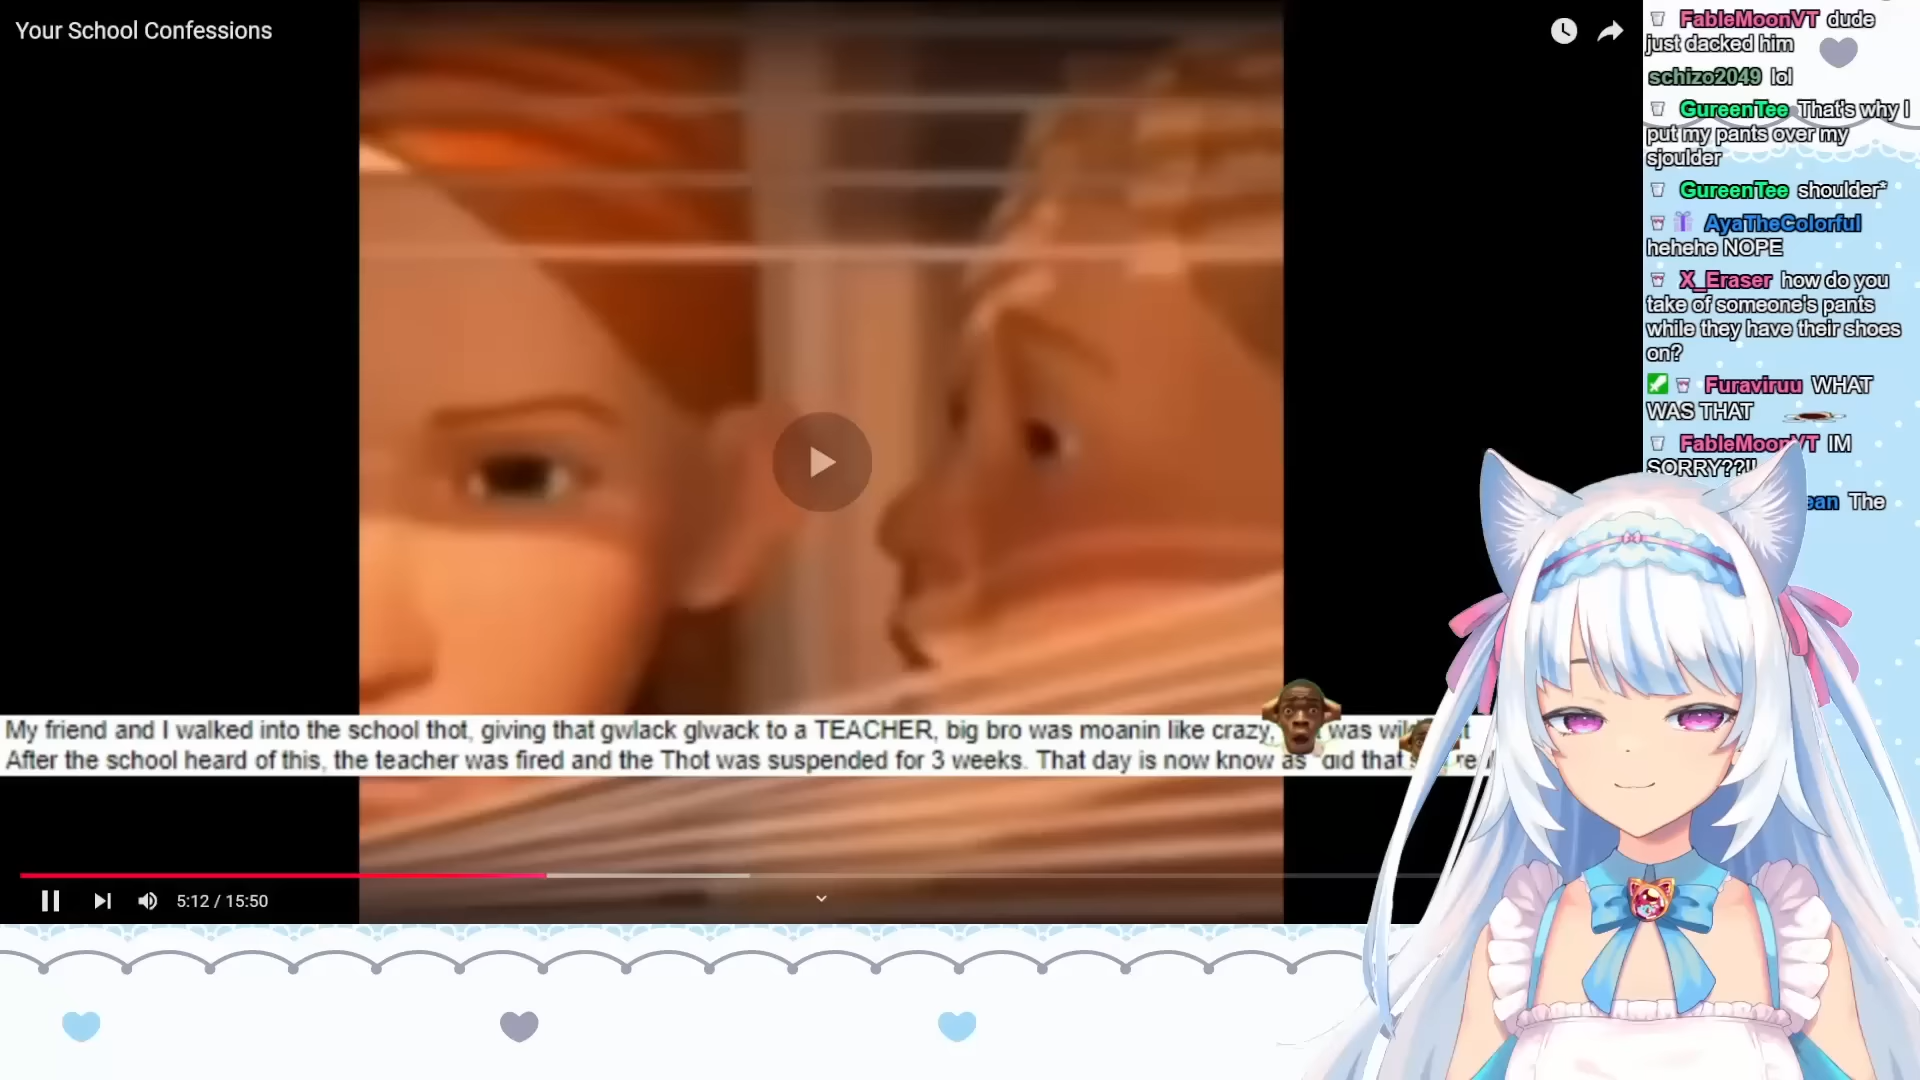 Your School Confessions
My friend and I walked into the school thot, giving that gwlack glwack to a TEACHER, big bro was moanin like crazy, was
After the school heard of this, the teacher was fired and the Thot was suspended for 3 weeks. That day is now know as "did that
5:12 / 15:50
FableMoonVT dude
just dacked him
schizo2049 lol
GureenTee That's why I
put my pants over my
sjoulder
GureenTee shoulder*
AyaTheColorful
hehehe NOPE
X_Eraser how do you
take of someone's pants
while they have their shoes
on?
Furaviruu WHAT
WAS THAT
FableMoonVT IM
SORRY??!!
The